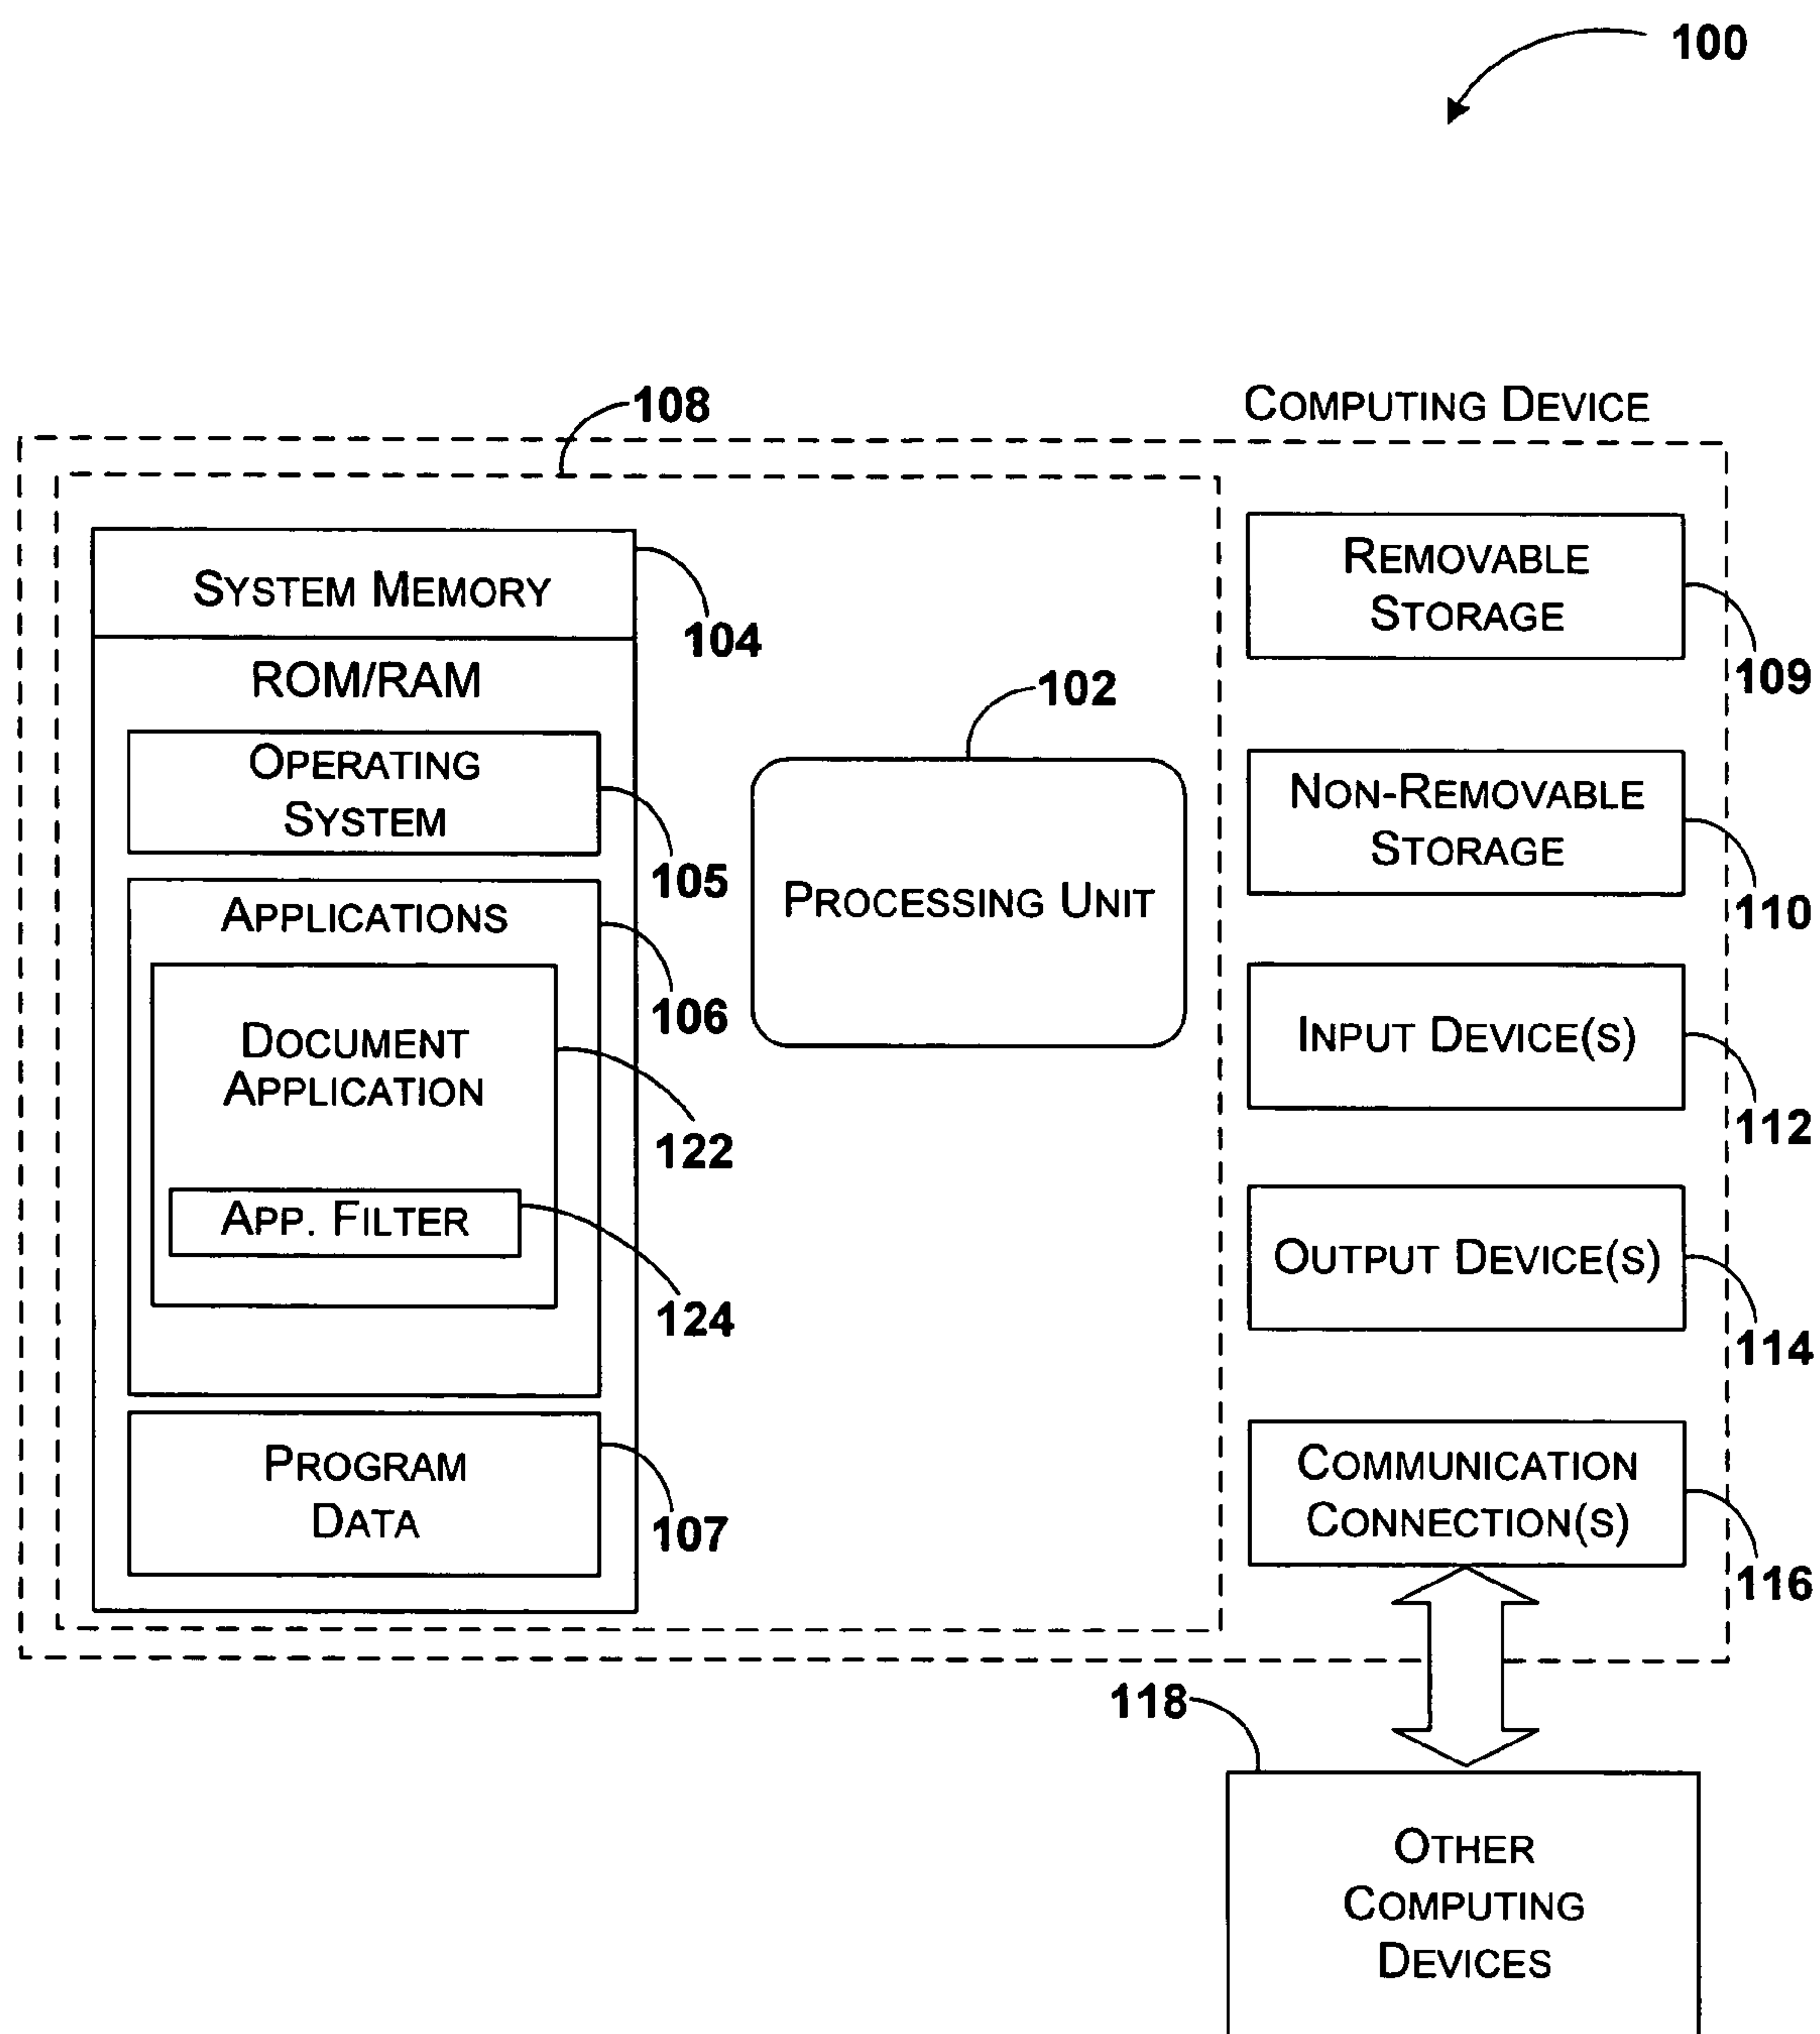 100
108
COMPUTING DEVICE
SYSTEM MEMORY
104
ROM/RAM
OPERATING
SYSTEM
105
APPLICATIONS
106
DOCUMENT
APPLICATION
122
APP. FILTER
124
PROGRAM
DATA
107
102
PROCESSING UNIT
REMOVABLE
STORAGE
109
NON-REMOVABLE
STORAGE
110
INPUT DEVICE(S)
112
OUTPUT DEVICE(S)
114
COMMUNICATION
CONNECTION(S)
116
118
OTHER
COMPUTING
DEVICES